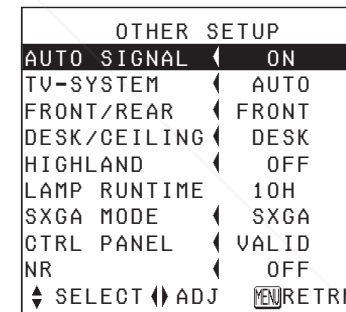 OTHER SETUP
AUTO SIGNAL ON
TV-SYSTEM AUTO
FRONT/REAR FRONT
DESK/CEILING DESK
HIGHLAND OFF
LAMP RUNTIME 10H
SXGA MODE SXGA
CTRL PANEL VALID
NR OFF
SELECT ADJ MENU RETRN